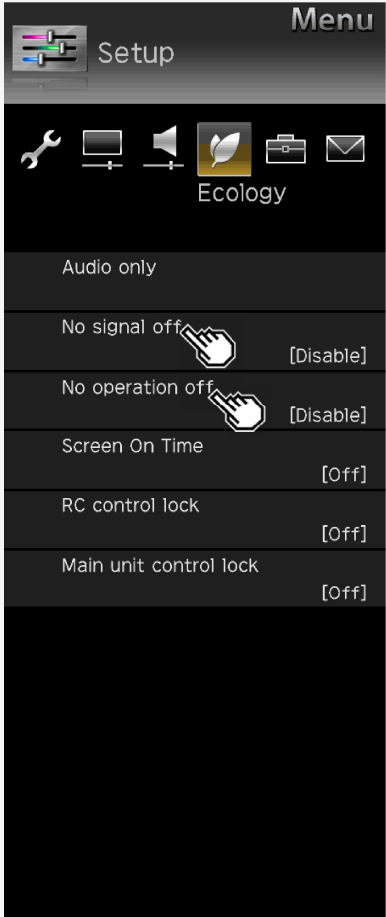 Menu
Setup
Ecology
Audio only
No signal off
[Disable]
No operation off
[Disable]
Screen On Time
[Off]
RC control lock
[Off]
Main unit control lock
[Off]